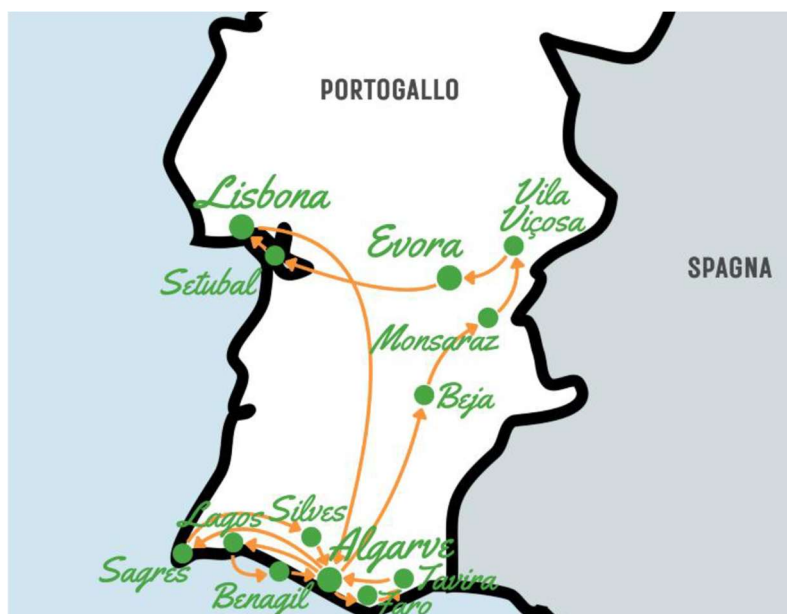 PORTOGALLO
Lisbona
Vila
Viçosa
Evora
SPAGNA
Setubal
Monsaraz
Beja
Silves
Lagos
Algarve
Sagres
Tavira
Benagil
Faro